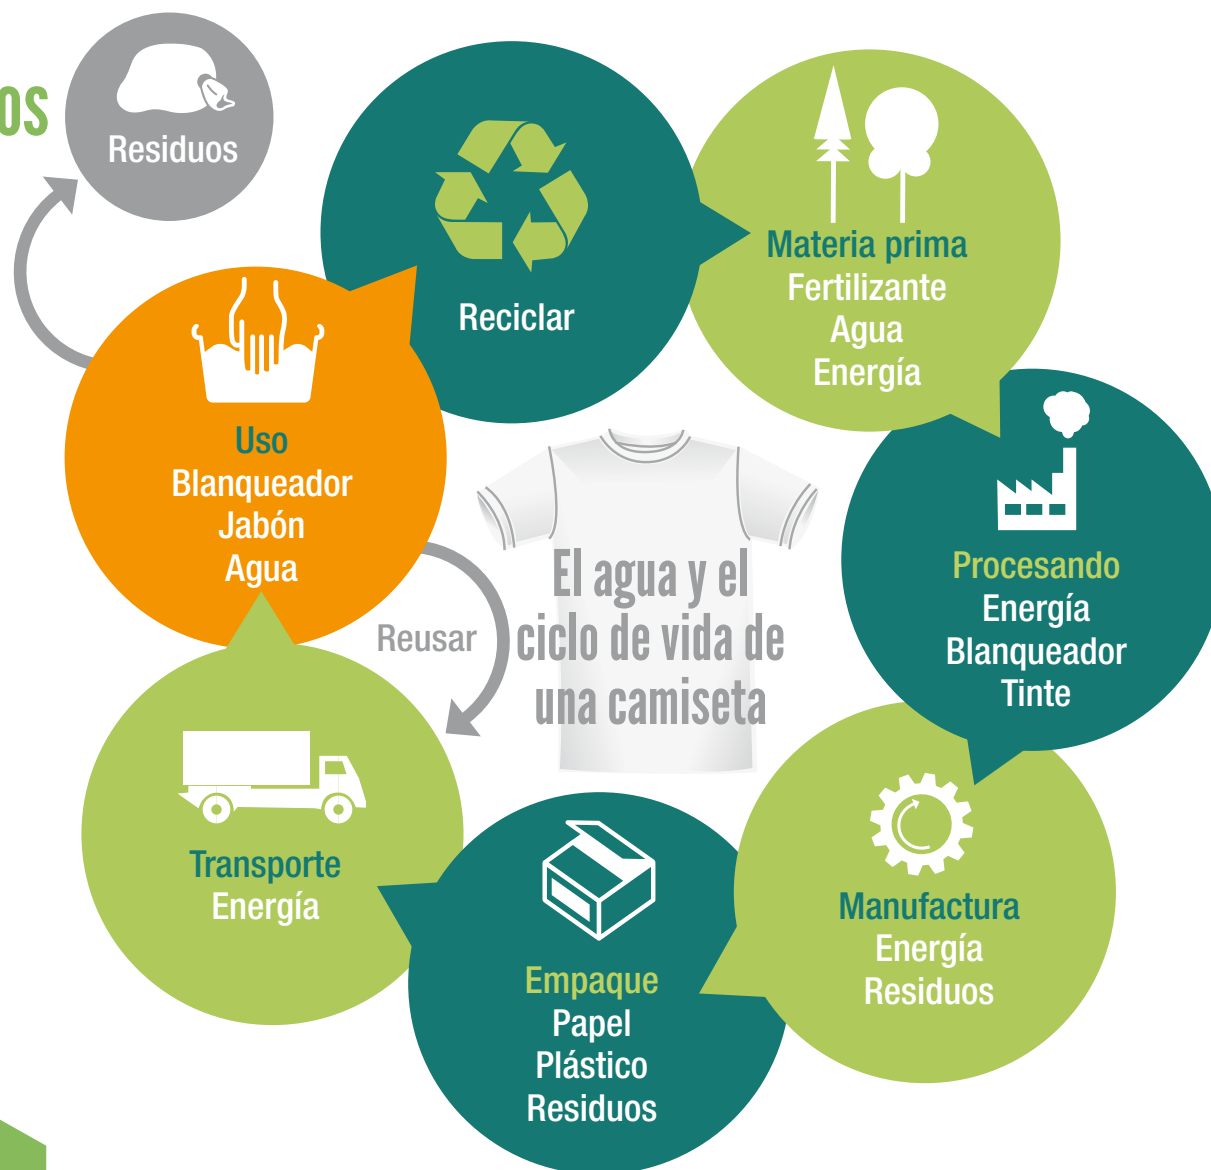 OS
Residuos
Reciclar
Materia prima
Fertilizante
Agua
Energía
Procesando
Energía
Blanqueador
Tinte
Manufactura
Energía
Residuos
Empaque
Papel
Plástico
Residuos
Transporte
Energía
Uso
Blanqueador
Jabón
Agua
Reusar
El agua y el
ciclo de vida de
una camiseta